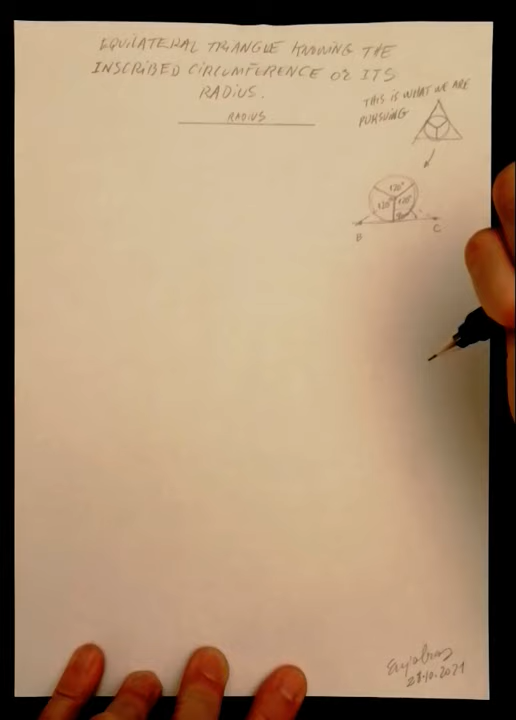 EQUILATERAL TRIANGLE KNOWING THE
INSCRIBED CIRCUMFERENCE OR ITS
RADIUS.
RADIUS
THIS IS WHAT WE ARE
PURSUING
120°
120° 120°
B C
28·10·2021